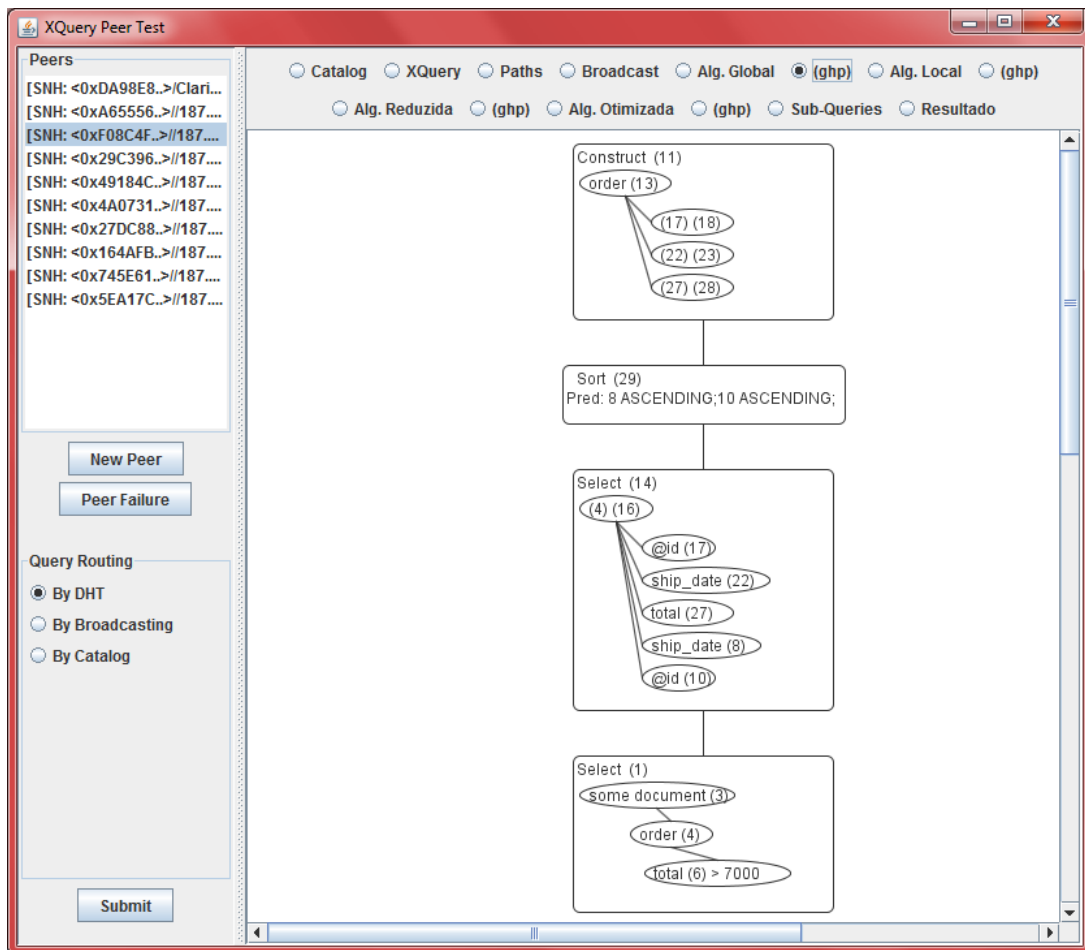 XQuery Peer Test
Peers
[SNH: <0xDA98E8..>/Clari...
[SNH: <0xA65556..>//187....
[SNH: <0xF08C4F..>//187....
[SNH: <0x29C396..>//187....
[SNH: <0x49184C..>//187....
[SNH: <0x4A0731..>//187....
[SNH: <0x27DC88..>//187....
[SNH: <0x164AFB..>//187....
[SNH: <0x745E61..>//187....
[SNH: <0x5EA17C..>//187....
New Peer
Peer Failure
Query Routing
By DHT
By Broadcasting
By Catalog
Submit
Catalog XQuery Paths Broadcast Alg. Global (ghp) Alg. Local (ghp)
Alg. Reduzida (ghp) Alg. Otimizada (ghp) Sub-Queries Resultado
Construct (11)
order (13)
(17) (18)
(22) (23)
(27) (28)
Sort (29)
Pred: 8 ASCENDING;10 ASCENDING;
Select (14)
(4) (16)
@id (17)
ship_date (22)
total (27)
ship_date (8)
@id (10)
Select (1)
some document (3)
order (4)
total (6) > 7000